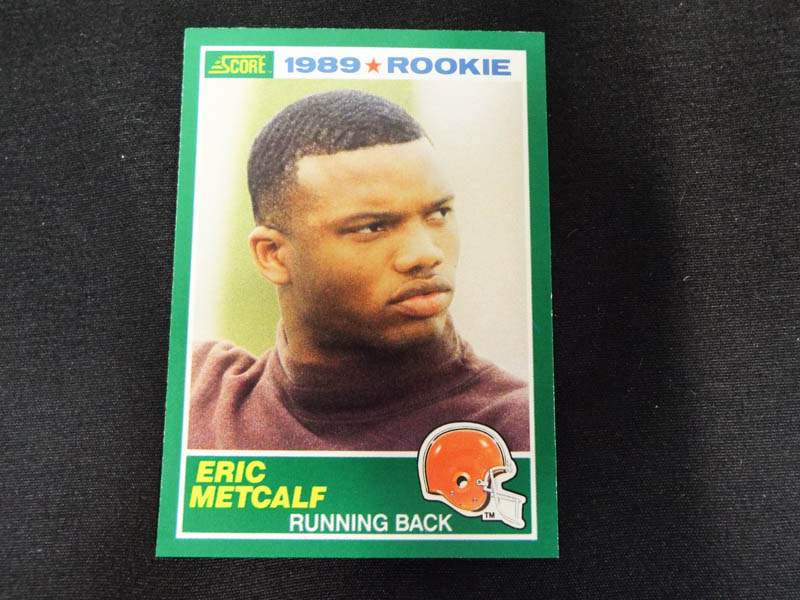 SCORE 1989 ★ ROOKIE
ERIC
METCALF
RUNNING BACK
TM